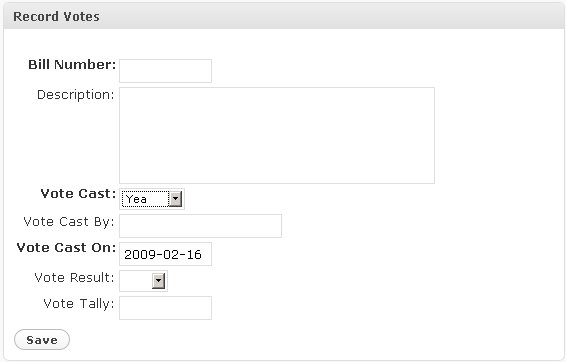 Record Votes
Bill Number:
Description:
Vote Cast: Yea
Vote Cast By:
Vote Cast On: 2009-02-16
Vote Result:
Vote Tally:
Save